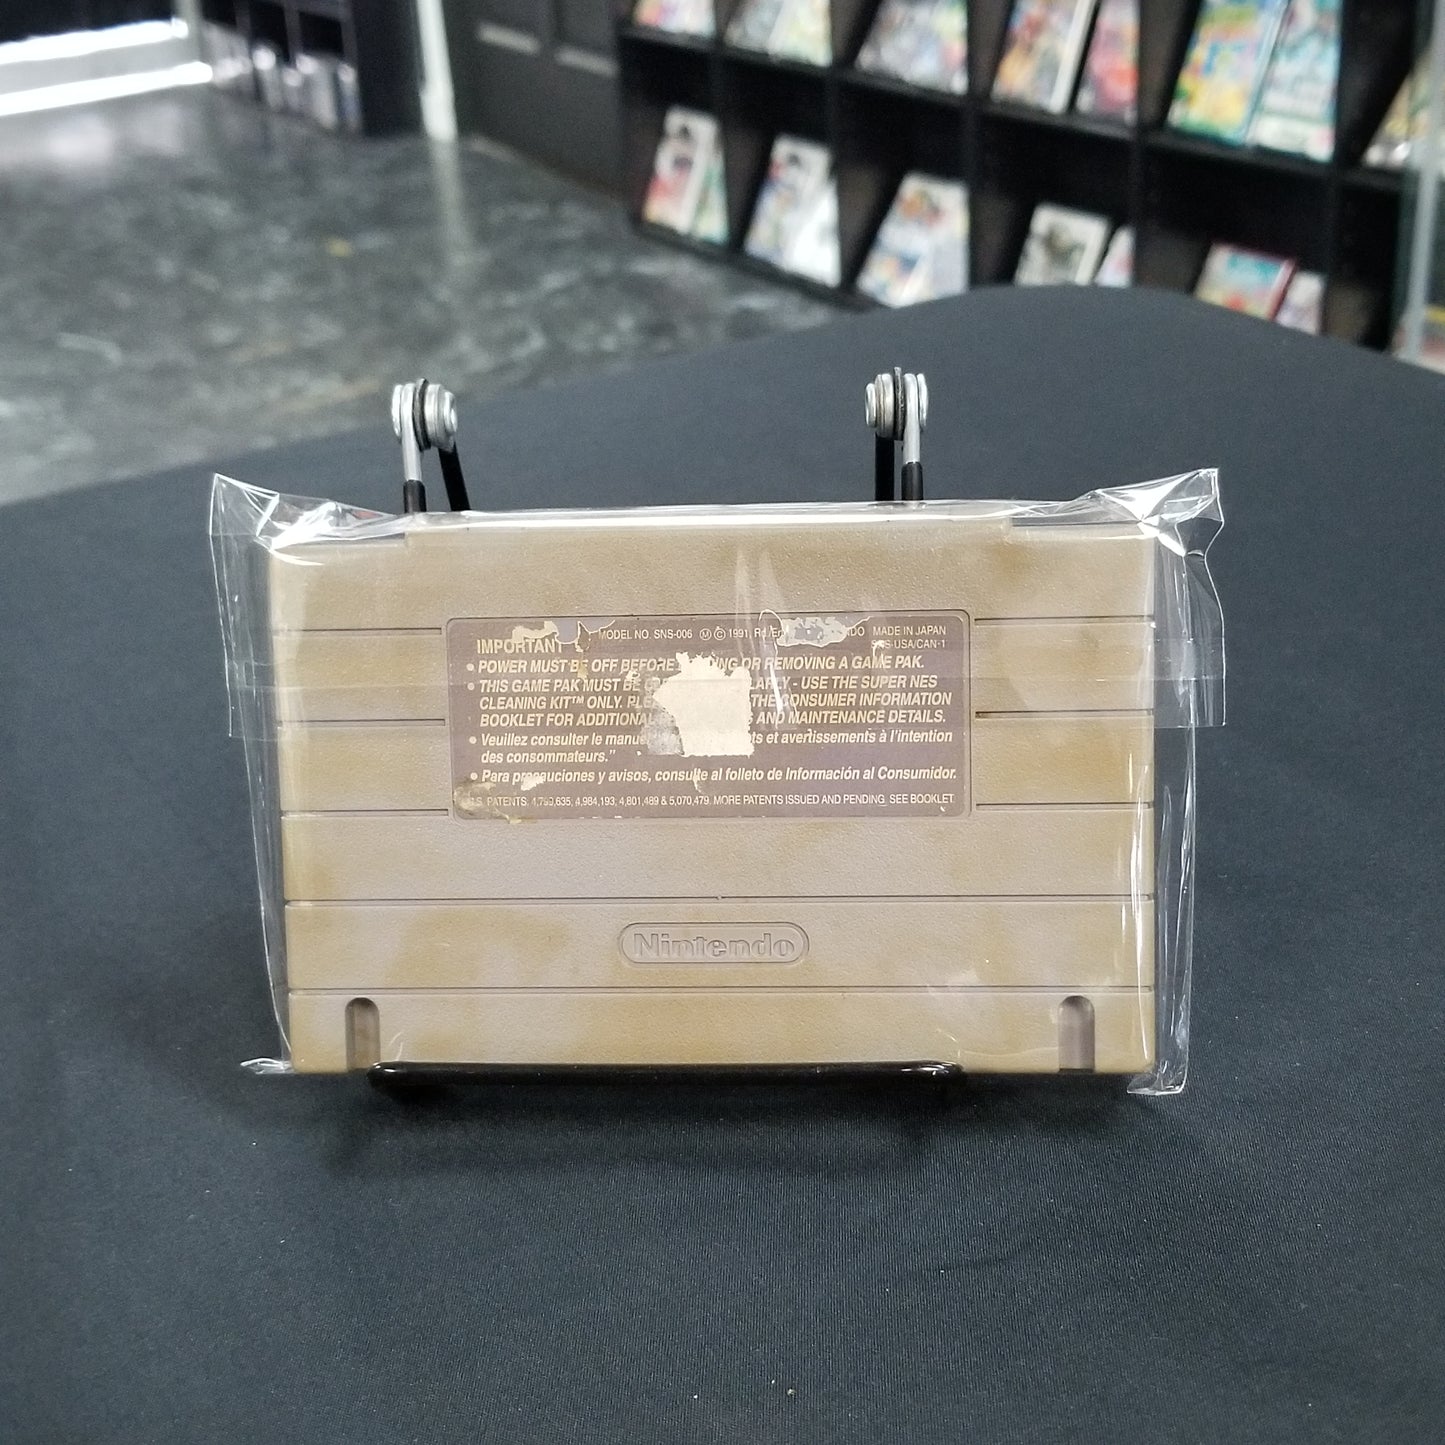 IMPORTANT MODEL NO. SNS-006 Ⓜ © 1991, MADE IN JAPAN
SNS-USA/CAN-1
• POWER MUST BE OFF BEFORE OR REMOVING A GAME PAK.
• THIS GAME PAK MUST BE - USE THE SUPER NES
CLEANING KIT™ ONLY. THE CONSUMER INFORMATION
BOOKLET FOR ADDITIONAL AND MAINTENANCE DETAILS.
• Veuillez consulter le et avertissements à l'intention
des consommateurs."
• Para precauciones y avisos, consulte al folleto de Información al Consumidor.
PATENTS: 4,799,635; 4,984,193; 4,801,489 & 5,070,479. MORE PATENTS ISSUED AND PENDING SEE BOOKLET
Nintendo